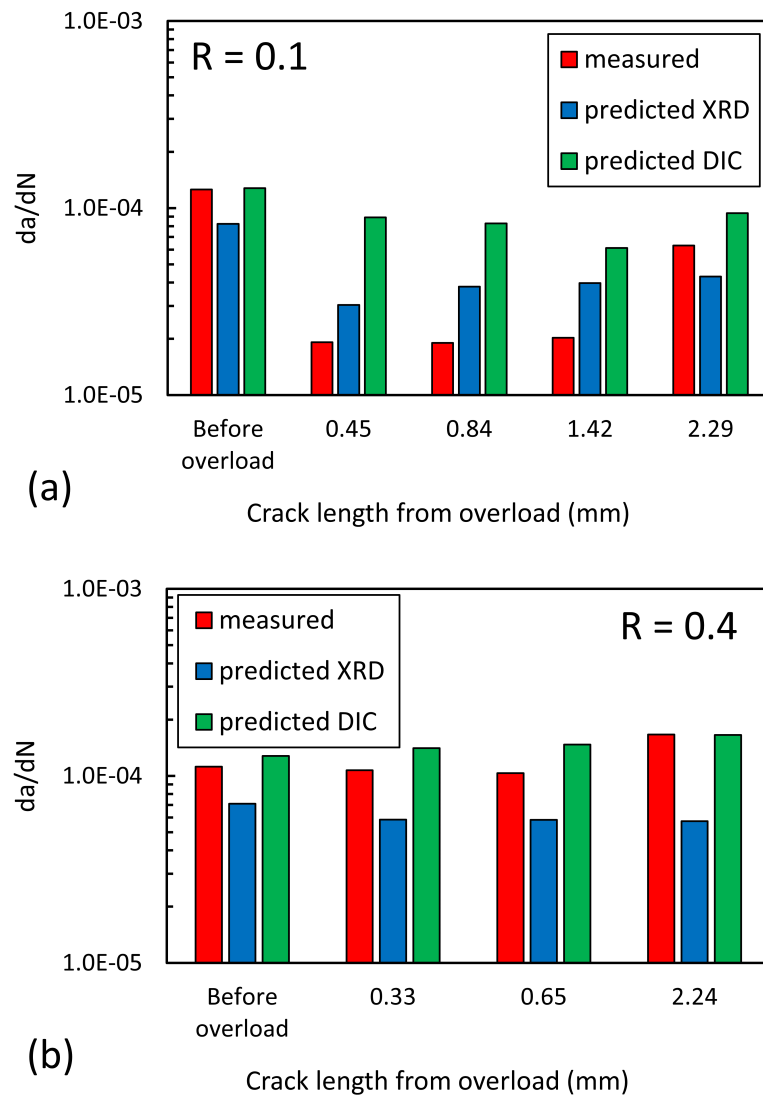 1.0E-03
R = 0.1
measured
predicted XRD
predicted DIC
1.0E-04
da/dN
1.0E-05
Before
overload
0.45
0.84
1.42
2.29
(a)
Crack length from overload (mm)
1.0E-03
measured
predicted XRD
predicted DIC
R = 0.4
1.0E-04
da/dN
1.0E-05
Before
overload
0.33
0.65
2.24
(b)
Crack length from overload (mm)